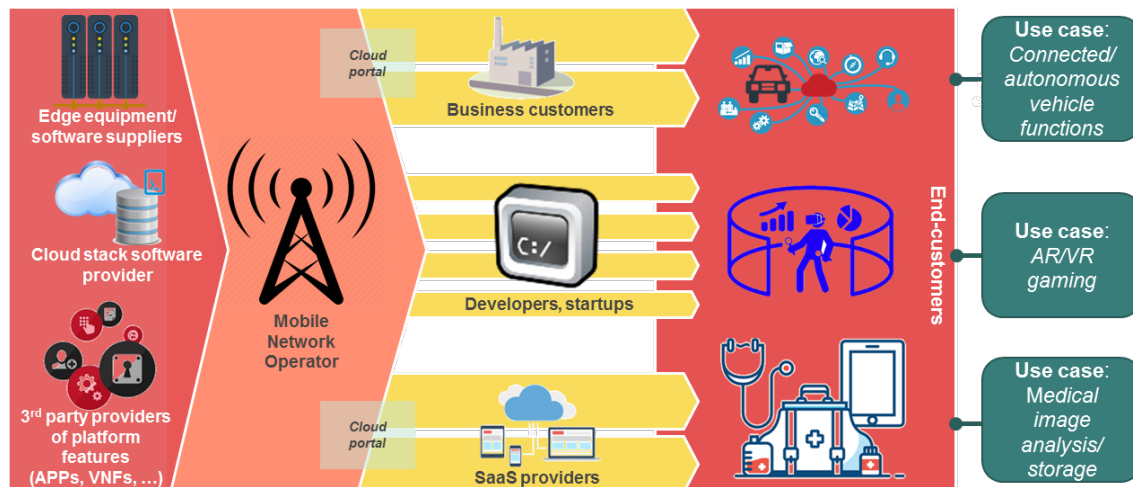 Edge equipment/
software suppliers
Cloud stack software
provider
3rd party providers
of platform
features
(APPs, VNFs, ...)
Mobile
Network
Operator
Cloud
portal
Business customers
C:/
Developers, startups
Cloud
portal
SaaS providers
End-customers
Use case:
Connected/
autonomous
vehicle
functions
Use case:
AR/VR
gaming
Use case:
Medical
image
analysis/
storage